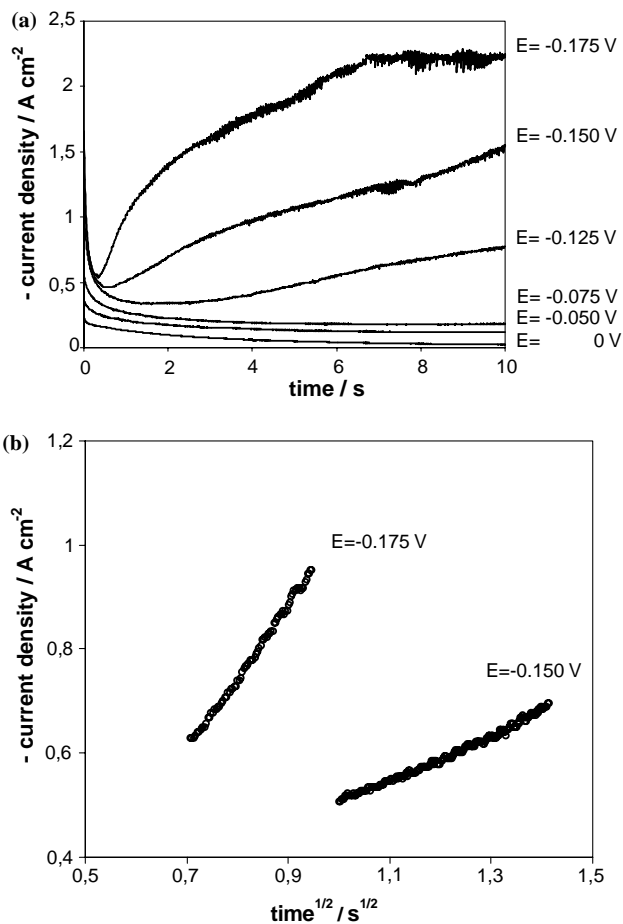 (a)
- current density / A cm-2
2,5
2
1,5
1
0,5
0
0
2
4
6
8
10
time / s
E= -0.175 V
E= -0.150 V
E= -0.125 V
E= -0.075 V
E= -0.050 V
E= 0 V
(b)
- current density / A cm-2
1,2
1
0,8
0,6
0,4
0,5
0,7
0,9
1,1
1,3
1,5
time1/2 / s1/2
E=-0.175 V
E=-0.150 V